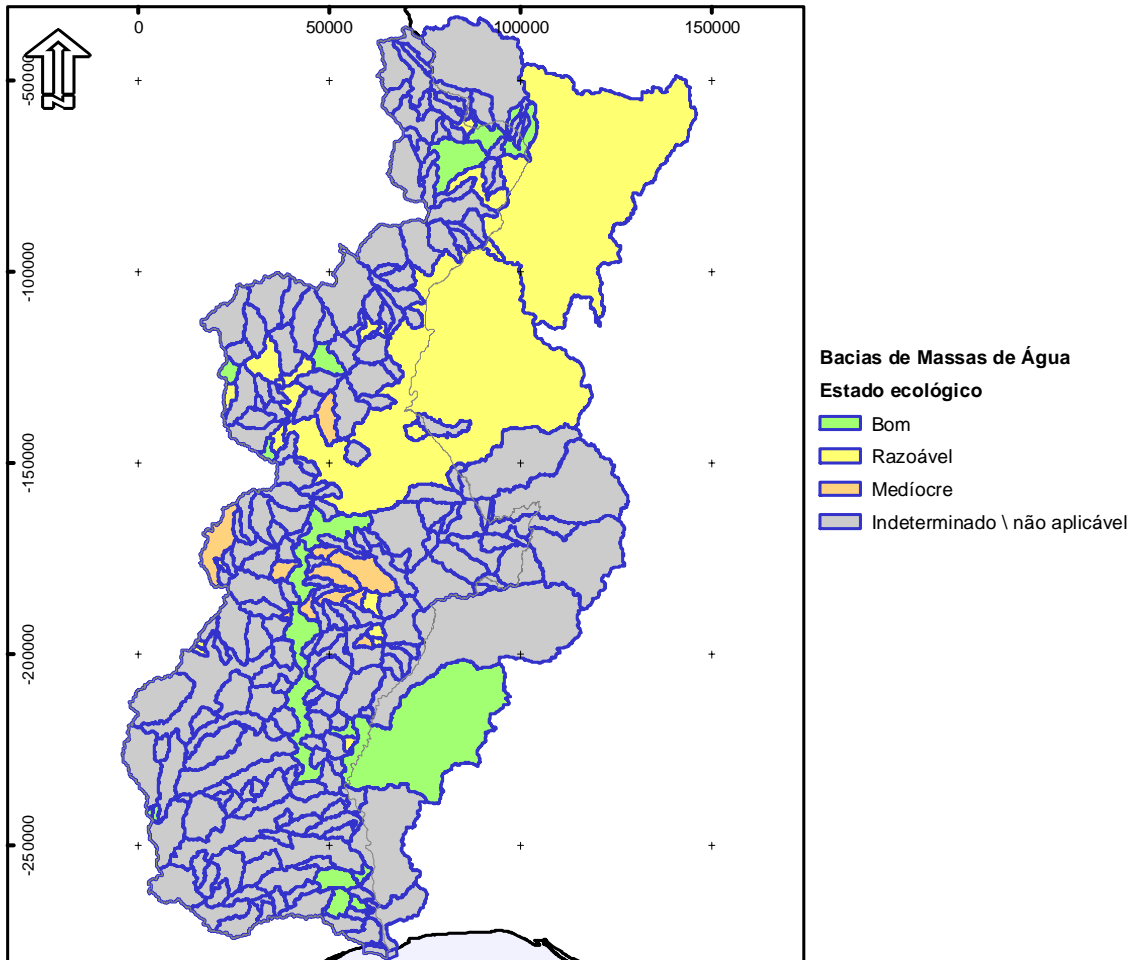 0 50000 100000 150000
N
-50000
-100000
-150000
-200000
-250000
Bacias de Massas de Água
Estado ecológico
Bom
Razoável
Medíocre
Indeterminado \ não aplicável